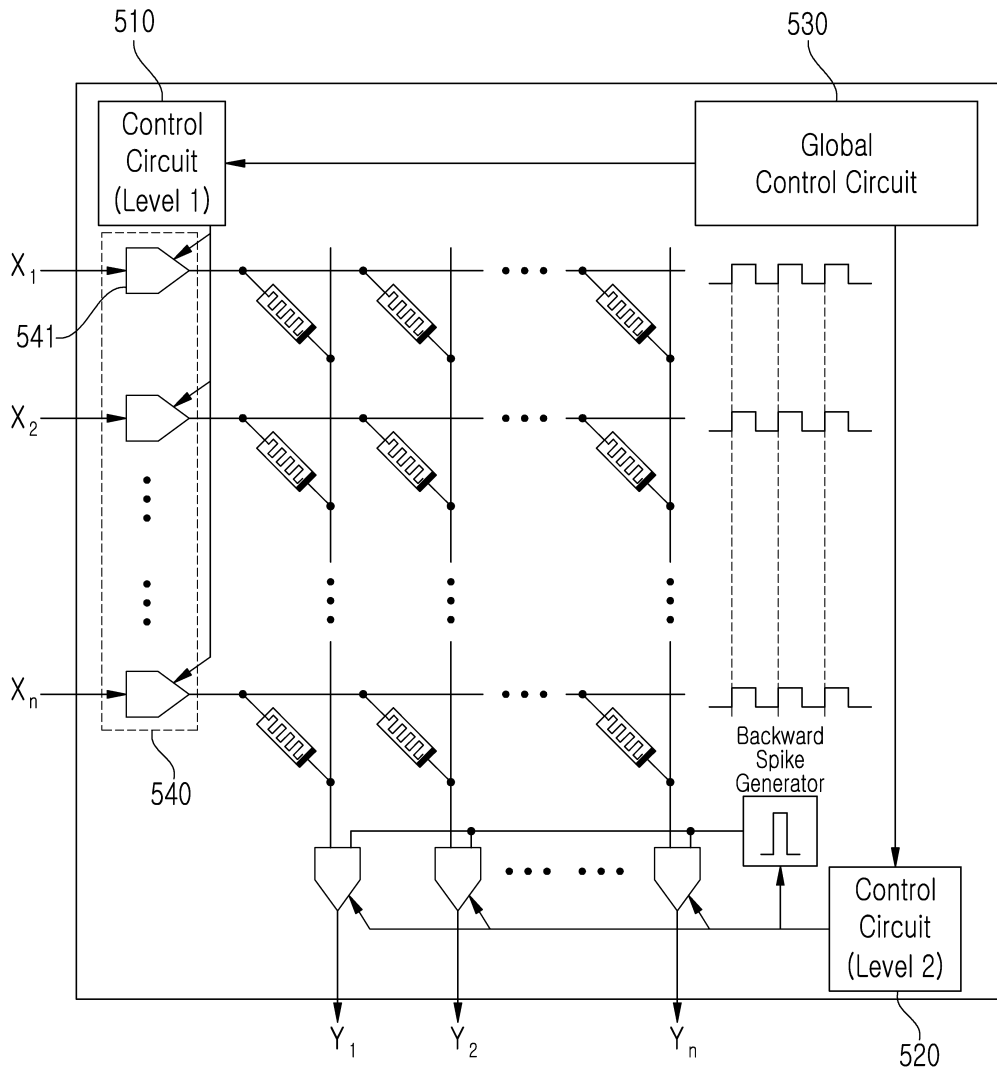 510
530
Control
Circuit
(Level 1)
Global
Control Circuit
X1
541
X2
Xn
540
Backward
Spike
Generator
Control
Circuit
(Level 2)
Y1
Y2
Yn
520